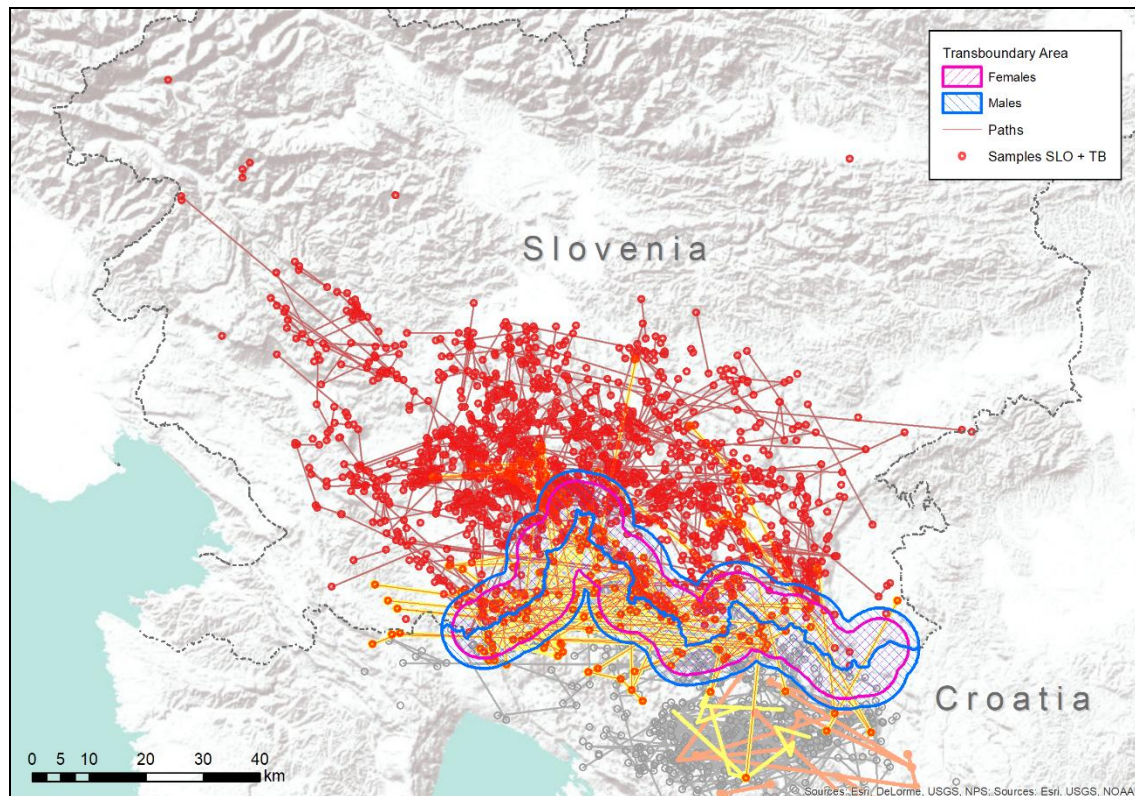 Transboundary Area
Females
Males
Paths
Samples SLO + TB
Slovenia
Croatia
0 5 10 20 30 40
km
Sources: Esri, DeLorme, USGS, NPS; Sources: Esri, USGS, NOAA